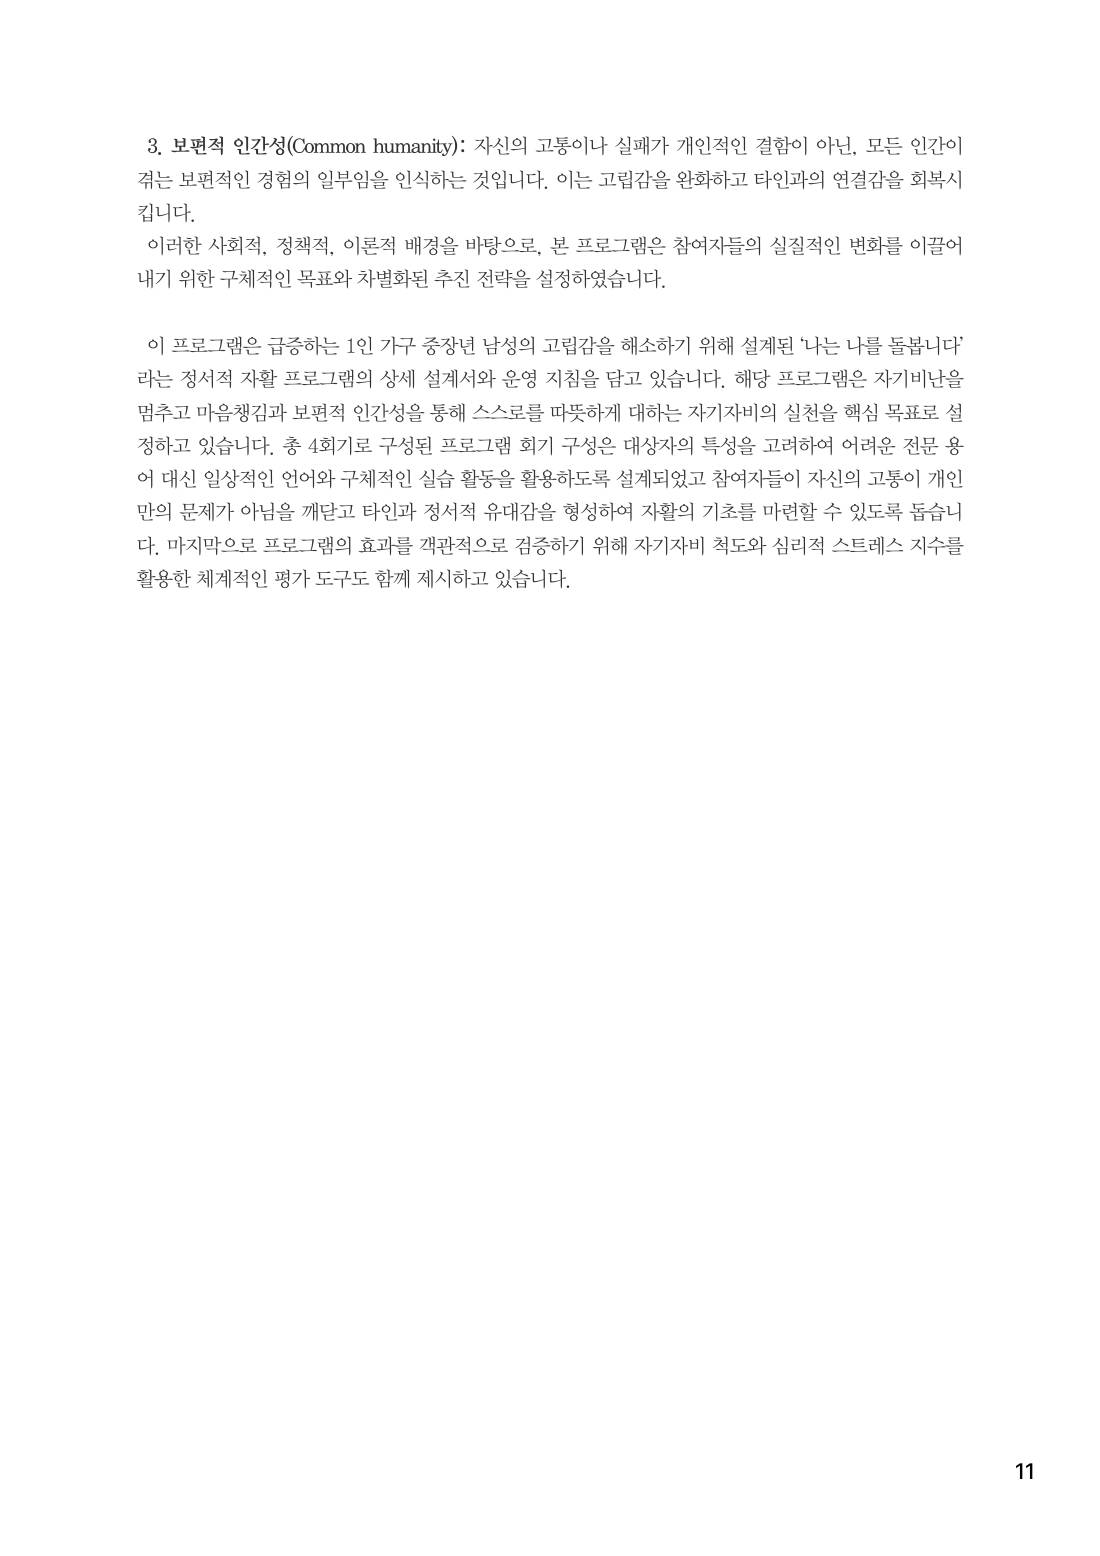 3. 보편적 인간성(Common humanity): 자신의 고통이나 실패가 개인적인 결함이 아닌, 모든 인간이
겪는 보편적인 경험의 일부임을 인식하는 것입니다. 이는 고립감을 완화하고 타인과의 연결감을 회복시
킵니다.
이러한 사회적, 정책적, 이론적 배경을 바탕으로, 본 프로그램은 참여자들의 실질적인 변화를 이끌어
내기 위한 구체적인 목표와 차별화된 추진 전략을 설정하였습니다.
이 프로그램은 급증하는 1인 가구 중장년 남성의 고립감을 해소하기 위해 설계된 ‘나는 나를 돌봅니다’
라는 정서적 자활 프로그램의 상세 설계서와 운영 지침을 담고 있습니다. 해당 프로그램은 자기비난을
멈추고 마음챙김과 보편적 인간성을 통해 스스로를 따뜻하게 대하는 자기자비의 실천을 핵심 목표로 설
정하고 있습니다. 총 4회기로 구성된 프로그램 회기 구성은 대상자의 특성을 고려하여 어려운 전문 용
어 대신 일상적인 언어와 구체적인 실습 활동을 활용하도록 설계되었고 참여자들이 자신의 고통이 개인
만의 문제가 아님을 깨닫고 타인과 정서적 유대감을 형성하여 자활의 기초를 마련할 수 있도록 돕습니
다. 마지막으로 프로그램의 효과를 객관적으로 검증하기 위해 자기자비 척도와 심리적 스트레스 지수를
활용한 체계적인 평가 도구도 함께 제시하고 있습니다.
11